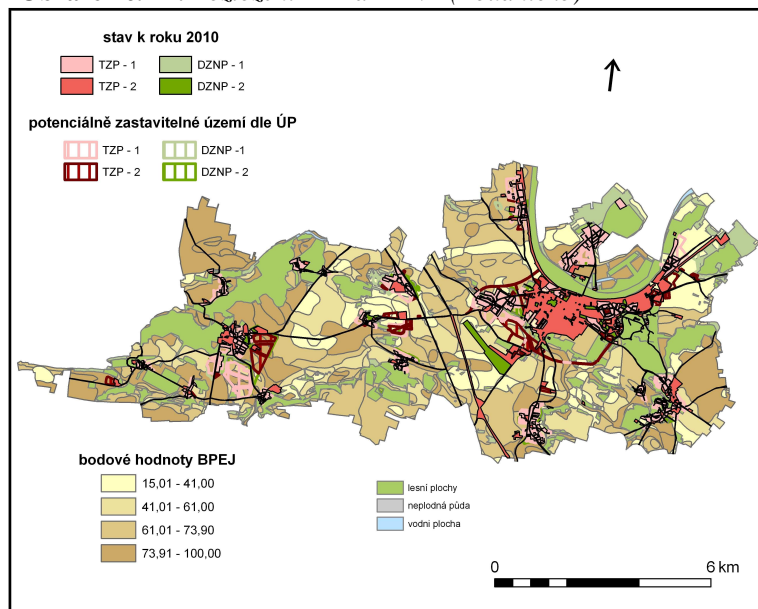 stav k roku 2010
TZP - 1 DZNP - 1
TZP - 2 DZNP - 2
potenciálně zastavitelné území dle ÚP
TZP - 1 DZNP -1
TZP - 2 DZNP - 2
bodové hodnoty BPEJ
15,01 - 41,00
41,01 - 61,00
61,01 - 73,90
73,91 - 100,00
lesní plochy
neplodná půda
vodni plocha
0 6 km